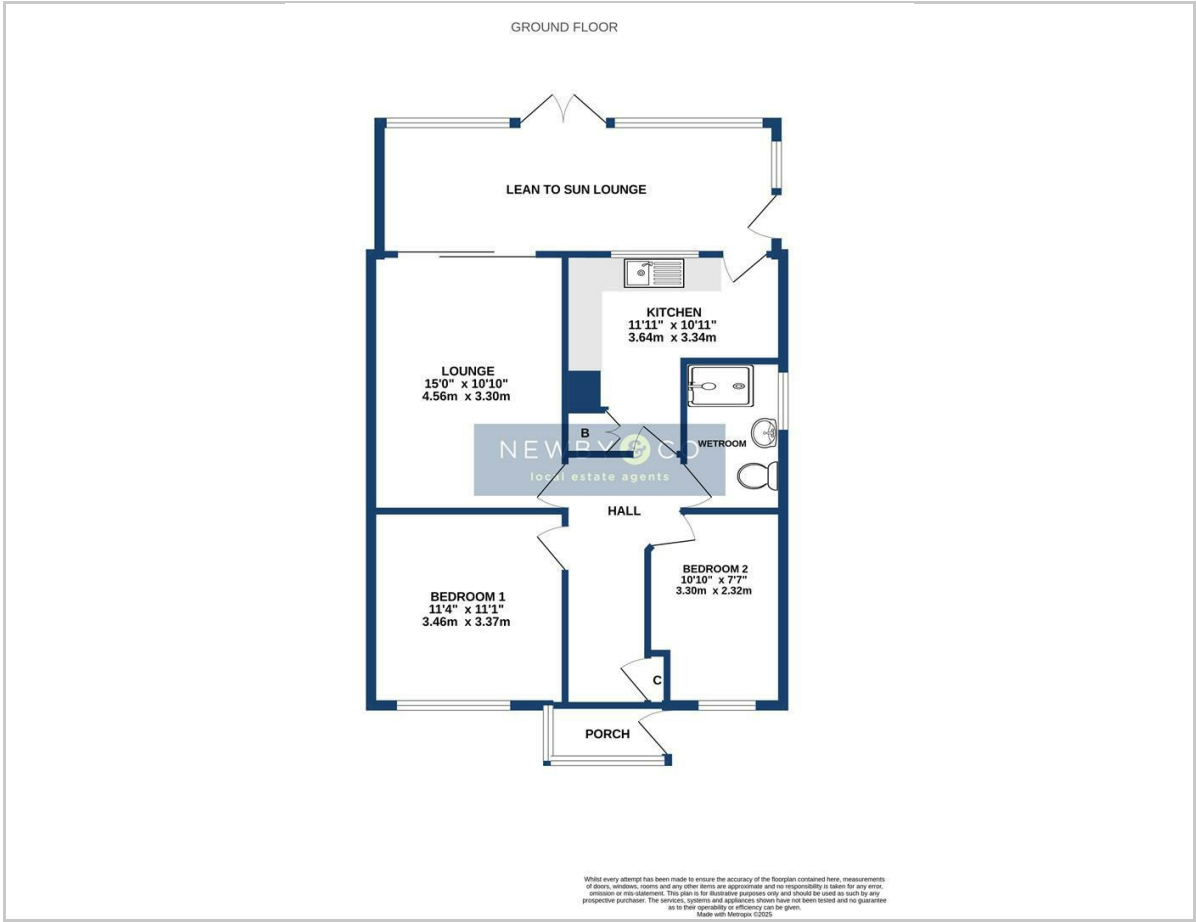 GROUND FLOOR
LEAN TO SUN LOUNGE
KITCHEN
11'11" x 10'11"
3.64m x 3.34m
LOUNGE
15'0" x 10'10"
4.56m x 3.30m
B
WETROOM
NEWBY & CO
local estate agents
HALL
BEDROOM 1
11'4" x 11'1"
3.46m x 3.37m
BEDROOM 2
10'10" x 7'7"
3.30m x 2.32m
C
PORCH
Whilst every attempt has been made to ensure the accuracy of the floorplan contained here, measurements
of doors, windows, rooms and any other items are approximate and no responsibility is taken for any error,
omission or mis-statement. This plan is for illustrative purposes only and should be used as such by any
prospective purchaser. The services, systems and appliances shown have not been tested and no guarantee
as to their operability or efficiency can be given.
Made with Metropix ©2025